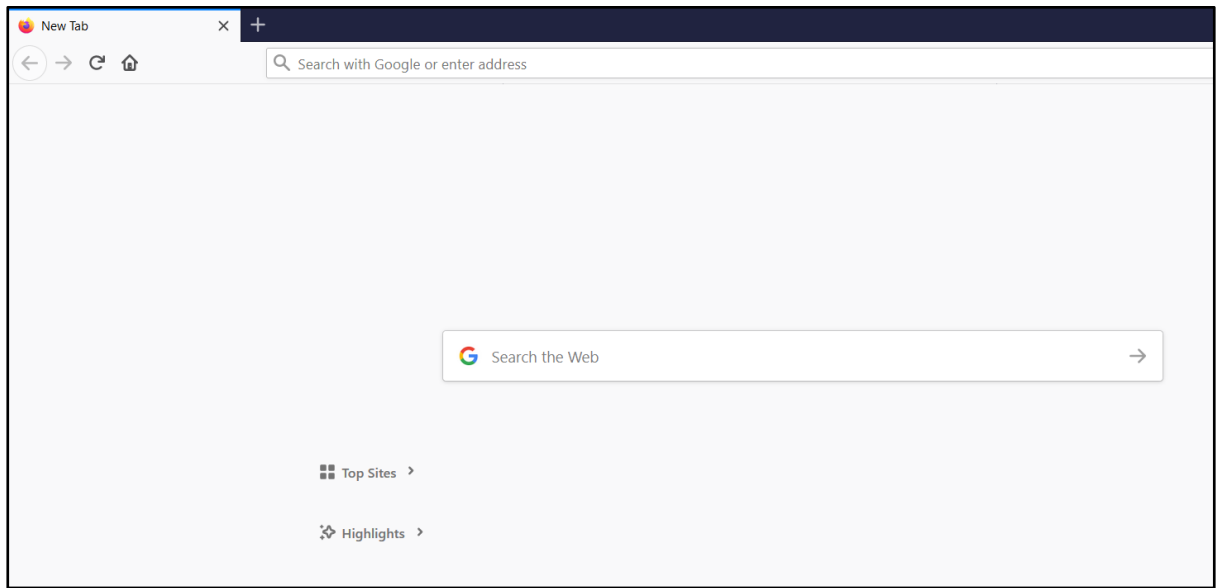 New Tab
Search with Google or enter address
Search the Web
Top Sites
Highlights